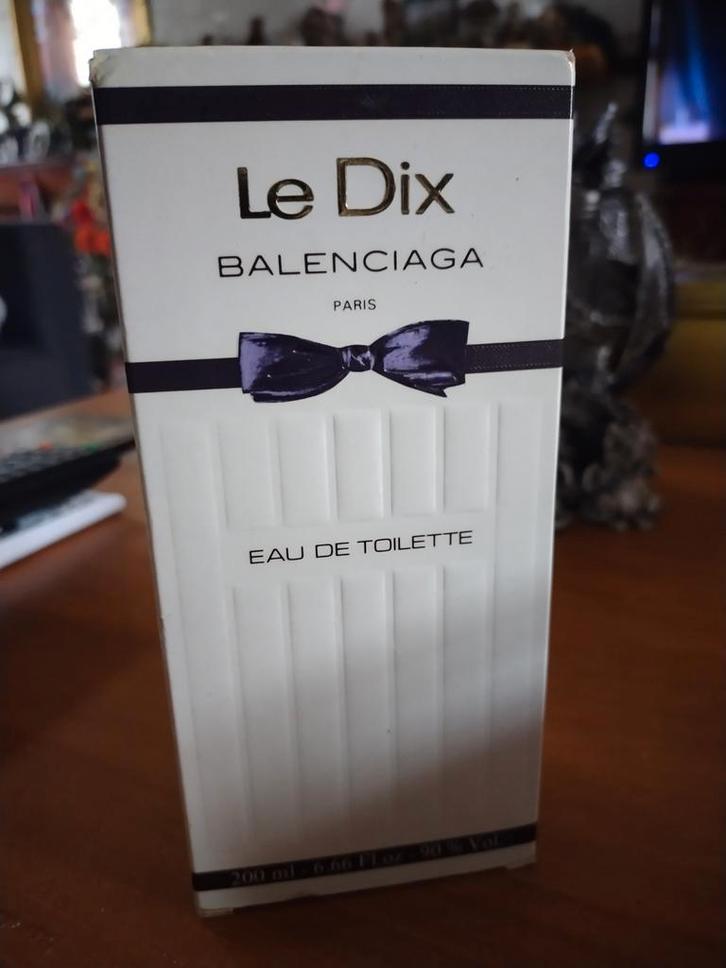 Le Dix
BALENCIAGA
PARIS
EAU DE TOILETTE
200 ml - 6.66 Fl oz - 90 % Vol.